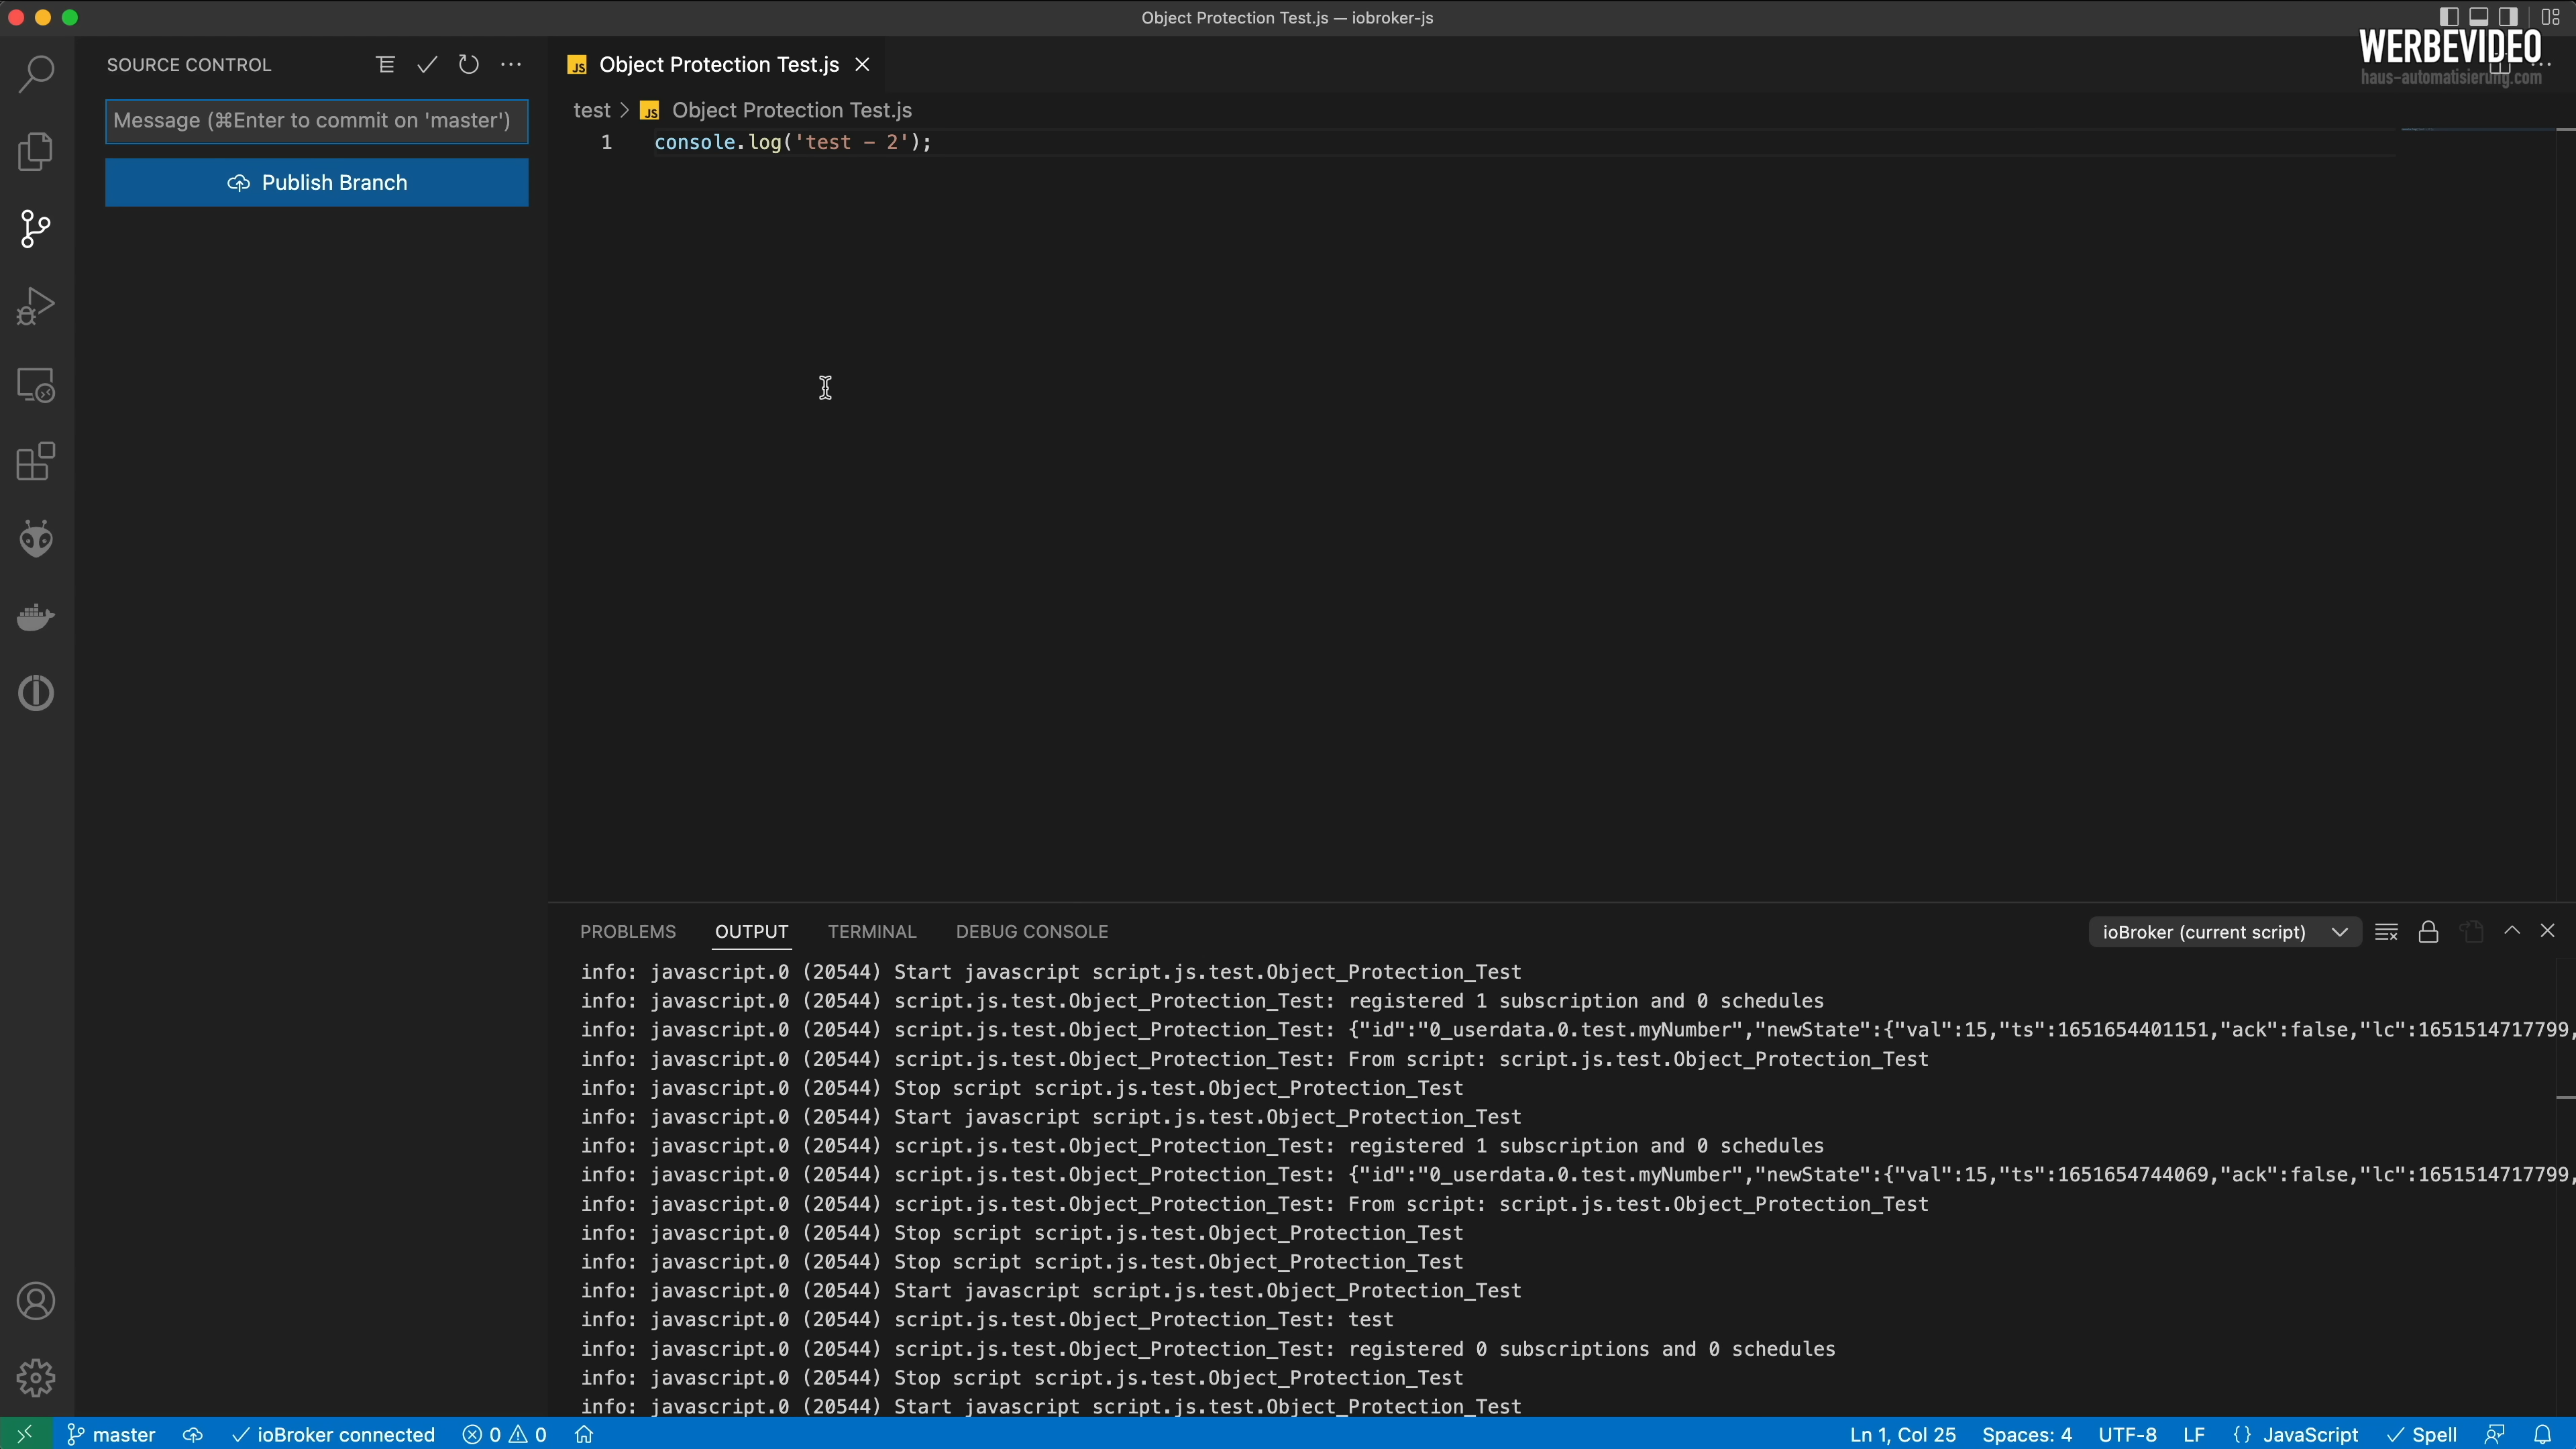 Object Protection Test.js — iobroker-js
WERBEVIDEO
haus-automatisierung.com
SOURCE CONTROL
Message (⌘Enter to commit on 'master')
Publish Branch
JS Object Protection Test.js
test > JS Object Protection Test.js
1 console.log('test - 2');
PROBLEMS OUTPUT TERMINAL DEBUG CONSOLE ioBroker (current script)
info: javascript.0 (20544) Start javascript script.js.test.Object_Protection_Test
info: javascript.0 (20544) script.js.test.Object_Protection_Test: registered 1 subscription and 0 schedules
info: javascript.0 (20544) script.js.test.Object_Protection_Test: {"id":"0_userdata.0.test.myNumber","newState":{"val":15,"ts":1651654401151,"ack":false,"lc":1651514717799,
info: javascript.0 (20544) script.js.test.Object_Protection_Test: From script: script.js.test.Object_Protection_Test
info: javascript.0 (20544) Stop script script.js.test.Object_Protection_Test
info: javascript.0 (20544) Start javascript script.js.test.Object_Protection_Test
info: javascript.0 (20544) script.js.test.Object_Protection_Test: registered 1 subscription and 0 schedules
info: javascript.0 (20544) script.js.test.Object_Protection_Test: {"id":"0_userdata.0.test.myNumber","newState":{"val":15,"ts":1651654744069,"ack":false,"lc":1651514717799,
info: javascript.0 (20544) script.js.test.Object_Protection_Test: From script: script.js.test.Object_Protection_Test
info: javascript.0 (20544) Stop script script.js.test.Object_Protection_Test
info: javascript.0 (20544) Stop script script.js.test.Object_Protection_Test
info: javascript.0 (20544) Start javascript script.js.test.Object_Protection_Test
info: javascript.0 (20544) script.js.test.Object_Protection_Test: test
info: javascript.0 (20544) script.js.test.Object_Protection_Test: registered 0 subscriptions and 0 schedules
info: javascript.0 (20544) Stop script script.js.test.Object_Protection_Test
info: javascript.0 (20544) Start javascript script.js.test.Object_Protection_Test
master ioBroker connected 0 0 Ln 1, Col 25 Spaces: 4 UTF-8 LF {} JavaScript Spell